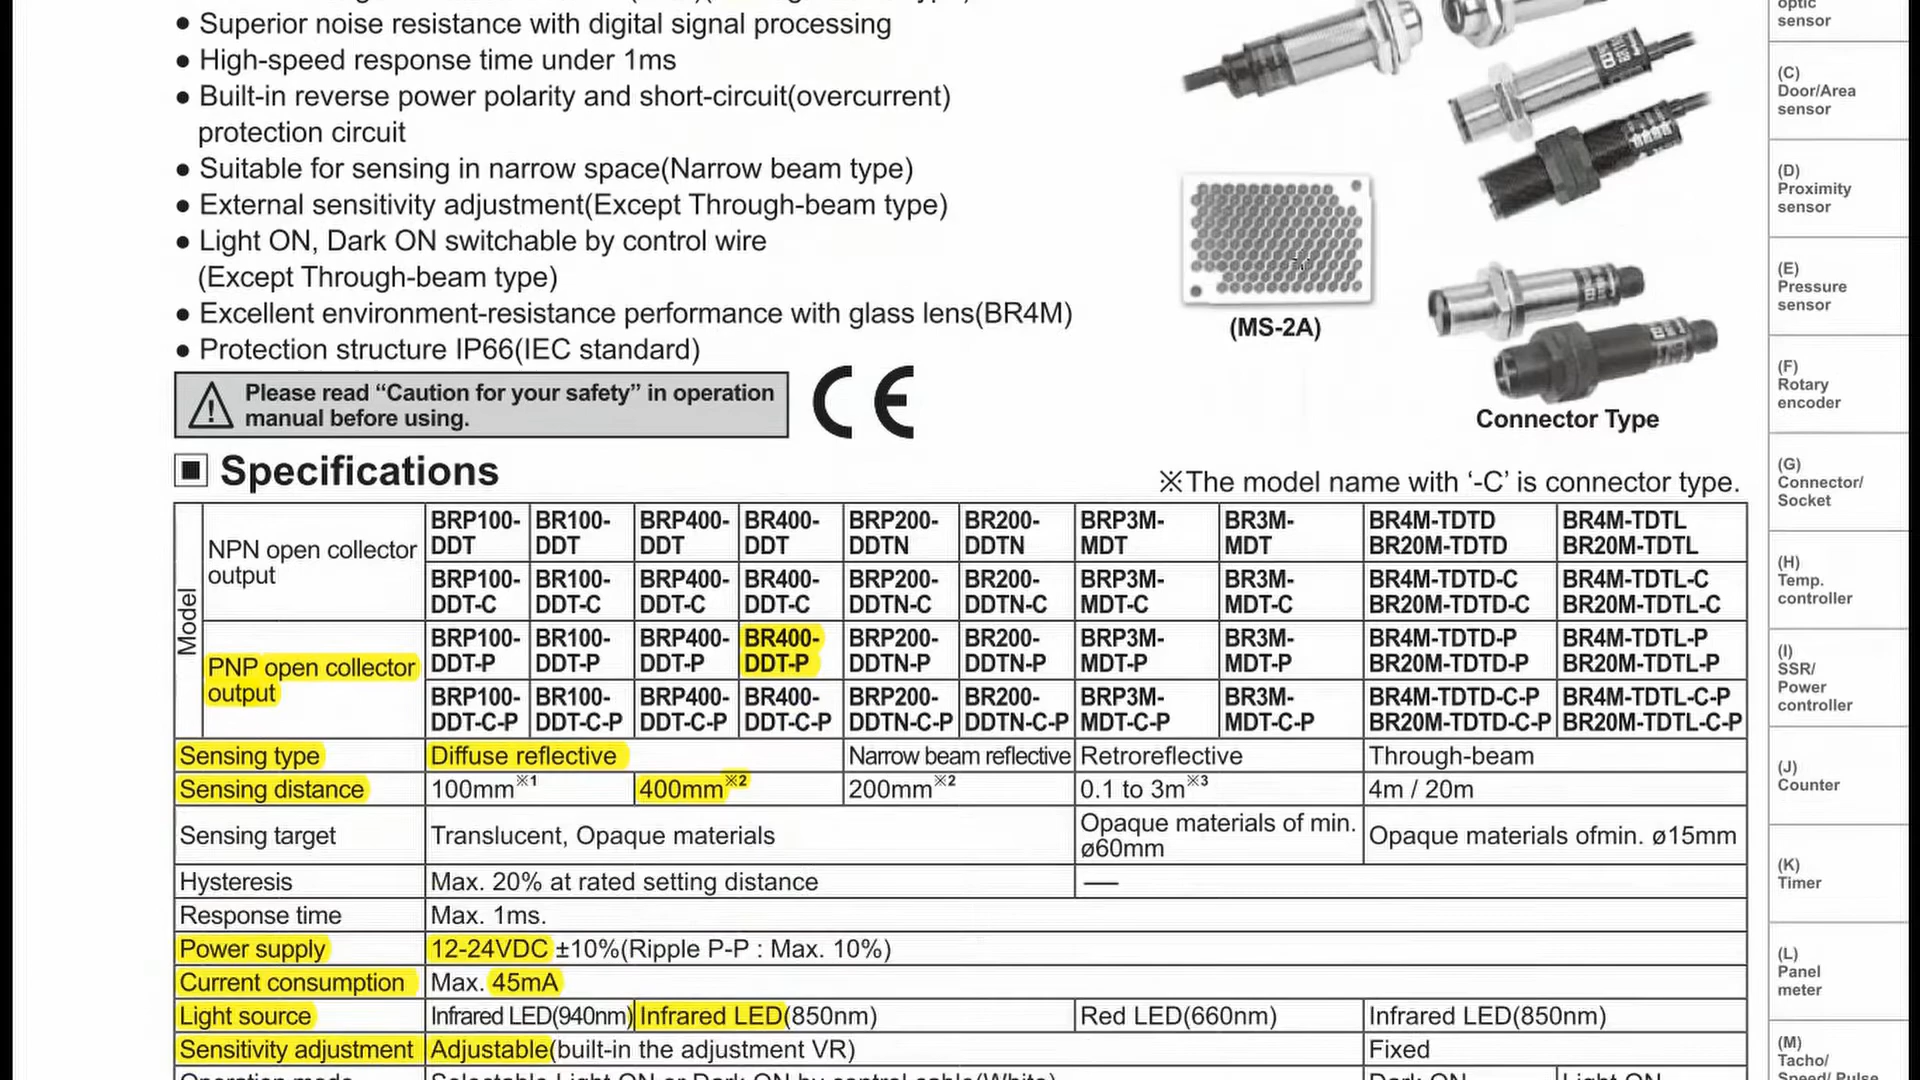 ● Superior noise resistance with digital signal processing
● High-speed response time under 1ms
● Built-in reverse power polarity and short-circuit(overcurrent)
protection circuit
● Suitable for sensing in narrow space(Narrow beam type)
● External sensitivity adjustment(Except Through-beam type)
● Light ON, Dark ON switchable by control wire
(Except Through-beam type)
● Excellent environment-resistance performance with glass lens(BR4M)
● Protection structure IP66(IEC standard)
Please read “Caution for your safety” in operation
manual before using.
CE
(MS-2A)
Connector Type
Specifications
※The model name with ‘-C’ is connector type.
Model
NPN open collector
output
BRP100- BR100- BRP400- BR400- BRP200- BR200- BRP3M- BR3M- BR4M-TDTD BR4M-TDTL
DDT DDT DDT DDT DDTN DDTN MDT MDT BR20M-TDTD BR20M-TDTL
BRP100- BR100- BRP400- BR400- BRP200- BR200- BRP3M- BR3M- BR4M-TDTD-C BR4M-TDTL-C
DDT-C DDT-C DDT-C DDT-C DDTN-C DDTN-C MDT-C MDT-C BR20M-TDTD-C BR20M-TDTL-C
PNP open collector
output
BRP100- BR100- BRP400- BR400- BRP200- BR200- BRP3M- BR3M- BR4M-TDTD-P BR4M-TDTL-P
DDT-P DDT-P DDT-P DDT-P DDTN-P DDTN-P MDT-P MDT-P BR20M-TDTD-P BR20M-TDTL-P
BRP100- BR100- BRP400- BR400- BRP200- BR200- BRP3M- BR3M- BR4M-TDTD-C-P BR4M-TDTL-C-P
DDT-C-P DDT-C-P DDT-C-P DDT-C-P DDTN-C-P DDTN-C-P MDT-C-P MDT-C-P BR20M-TDTD-C-P BR20M-TDTL-C-P
Sensing type Diffuse reflective Narrow beam reflective Retroreflective Through-beam
Sensing distance 100mm※1 400mm※2 200mm※2 0.1 to 3m※3 4m / 20m
Sensing target Translucent, Opaque materials Opaque materials of min. ø60mm Opaque materials ofmin. ø15mm
Hysteresis Max. 20% at rated setting distance —
Response time Max. 1ms.
Power supply 12-24VDC ±10%(Ripple P-P : Max. 10%)
Current consumption Max. 45mA
Light source Infrared LED(940nm) Infrared LED(850nm) Red LED(660nm) Infrared LED(850nm)
Sensitivity adjustment Adjustable(built-in the adjustment VR) Fixed
optic
sensor
(C)
Door/Area
sensor
(D)
Proximity
sensor
(E)
Pressure
sensor
(F)
Rotary
encoder
(G)
Connector/
Socket
(H)
Temp.
controller
(I)
SSR/
Power
controller
(J)
Counter
(K)
Timer
(L)
Panel
meter
(M)
Tacho/
Speed/ Pulse